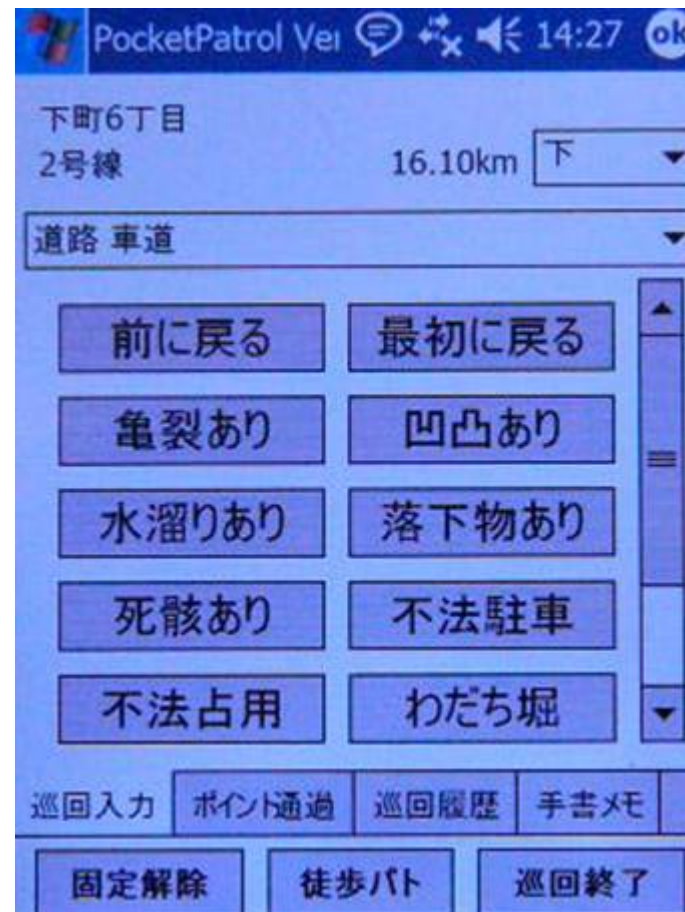 PocketPatrol Ver 14:27 ok
下町6丁目
2号線 16.10km 下
道路 車道
前に戻る 最初に戻る
亀裂あり 凹凸あり
水溜りあり 落下物あり
死骸あり 不法駐車
不法占用 わだち堀
巡回入力 ポイント通過 巡回履歴 手書メモ
固定解除 徒歩パト 巡回終了